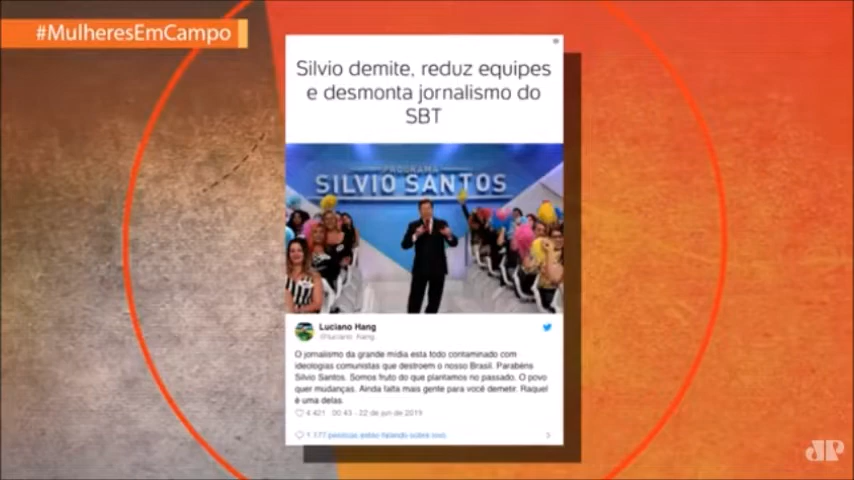 #MulheresEmCampo
Silvio demite, reduz equipes
e desmonta jornalismo do
SBT
PROGRAMA
SILVIO SANTOS
Luciano Hang
@luciano_hang
O jornalismo da grande mídia esta todo contaminado com
ideologias comunistas que destroem o nosso Brasil. Parabéns
Silvio Santos. Somos fruto do que plantamos no passado. O povo
quer mudanças. Ainda falta mais gente para você demetir. Raquel
é uma delas.
4.421 00:43 - 22 de jun de 2019
1.177 pessoas estão falando sobre isso
JP